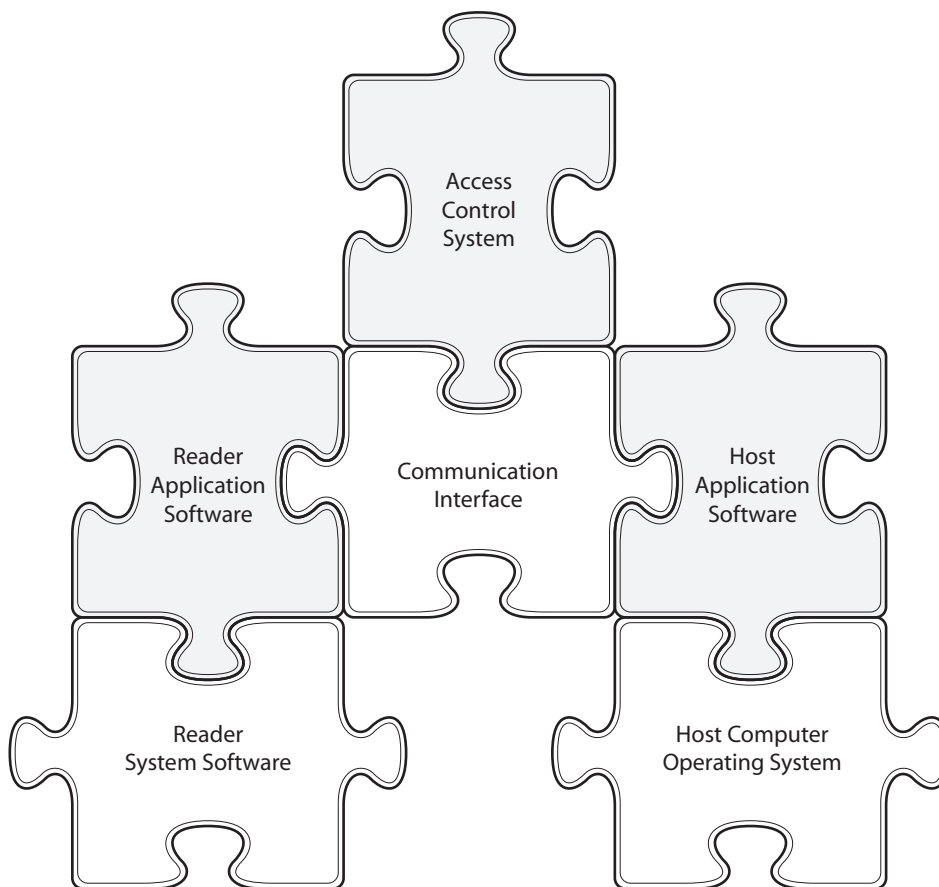 Access
Control
System
Reader
Application
Software
Communication
Interface
Host
Application
Software
Reader
System Software
Host Computer
Operating System